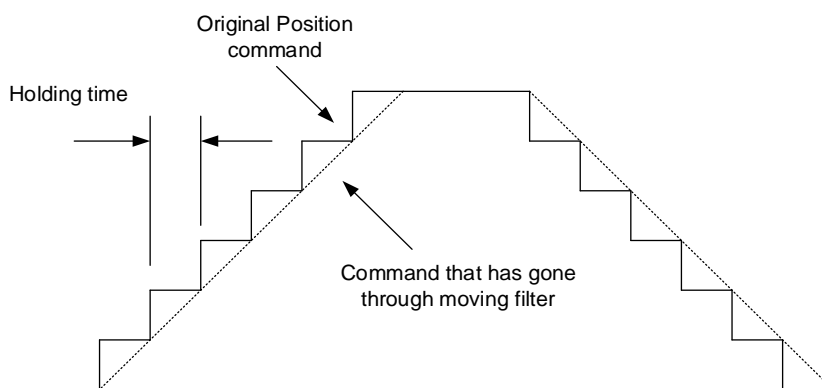 Original Position
command
Holding time
Command that has gone
through moving filter